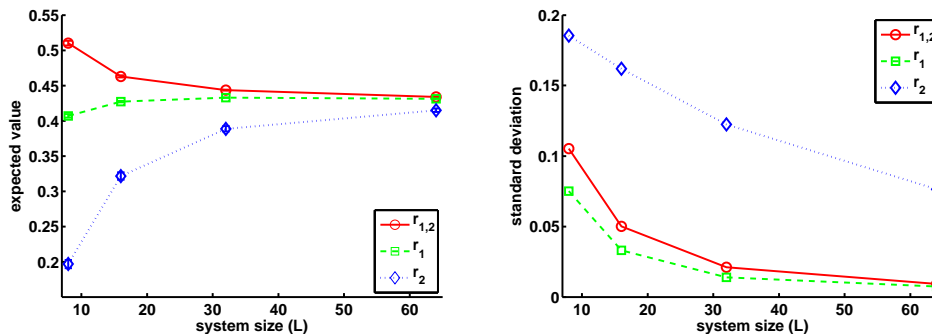 0.55
0.5
0.45
0.4
0.35
0.3
0.25
0.2
expected value
10 20 30 40 50 60
system size (L)
r1,2
r1
r2
0.2
0.15
0.1
0.05
0
standard deviation
10 20 30 40 50 60
system size (L)
r1,2
r1
r2